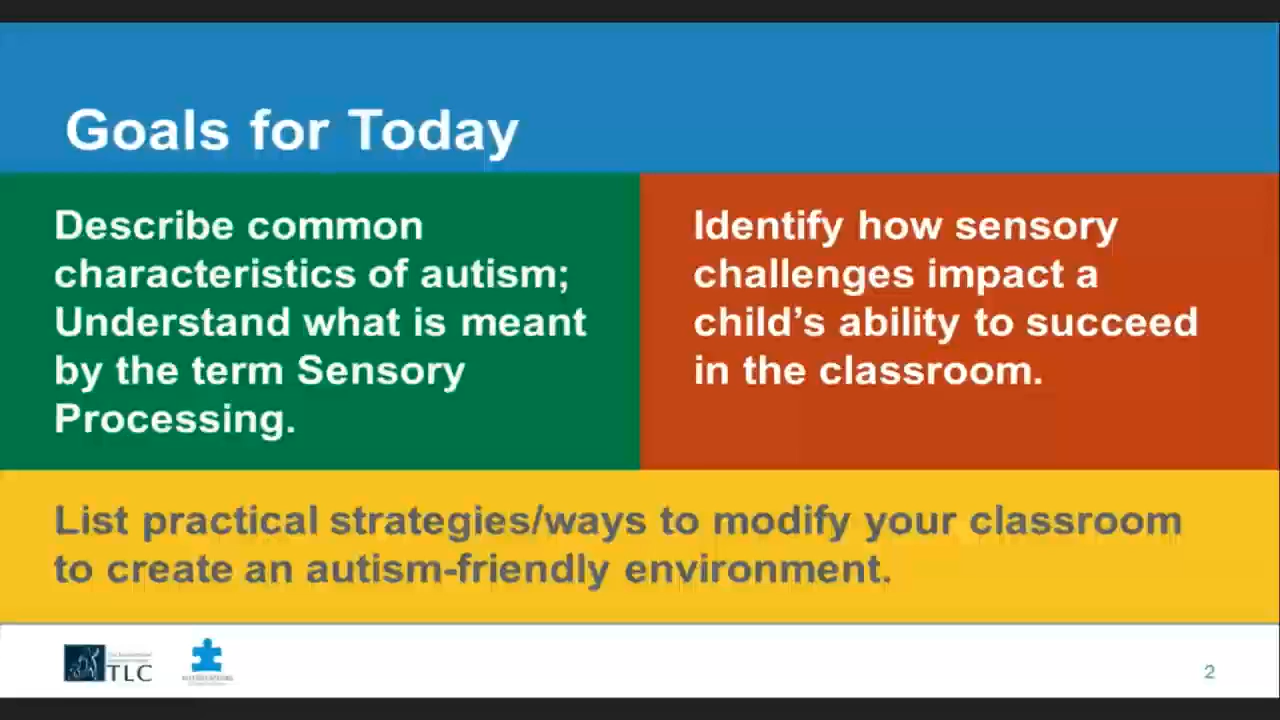 Goals for Today
Describe common
characteristics of autism;
Understand what is meant
by the term Sensory
Processing.
Identify how sensory
challenges impact a
child's ability to succeed
in the classroom.
List practical strategies/ways to modify your classroom
to create an autism-friendly environment.
TLC
2